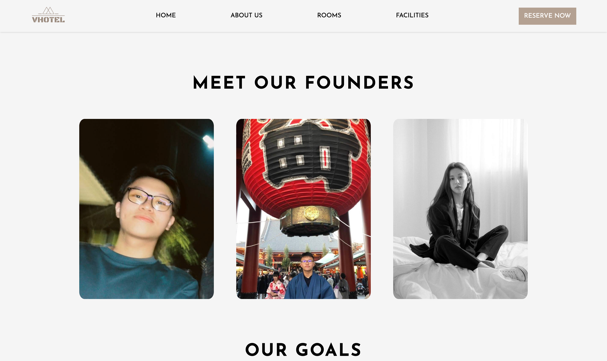 VHOTEL
HOME
ABOUT US
ROOMS
FACILITIES
RESERVE NOW
MEET OUR FOUNDERS
OUR GOALS